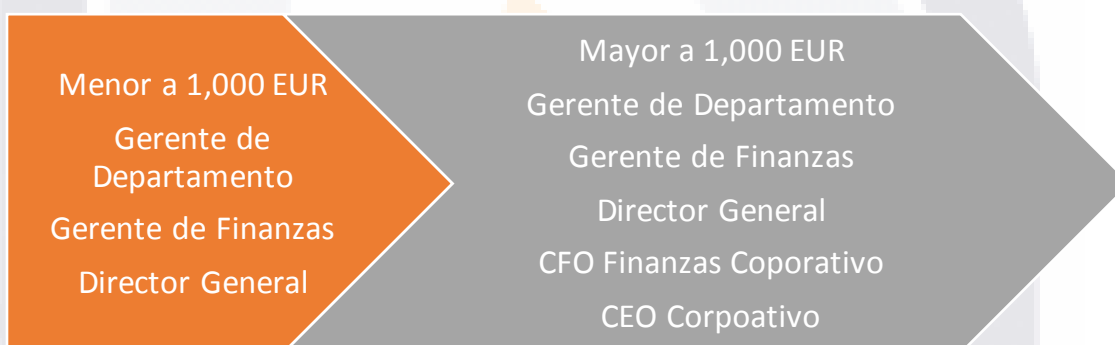 Menor a 1,000 EUR
Gerente de
Departamento
Gerente de Finanzas
Director General
Mayor a 1,000 EUR
Gerente de Departamento
Gerente de Finanzas
Director General
CFO Finanzas Coporativo
CEO Corpoativo